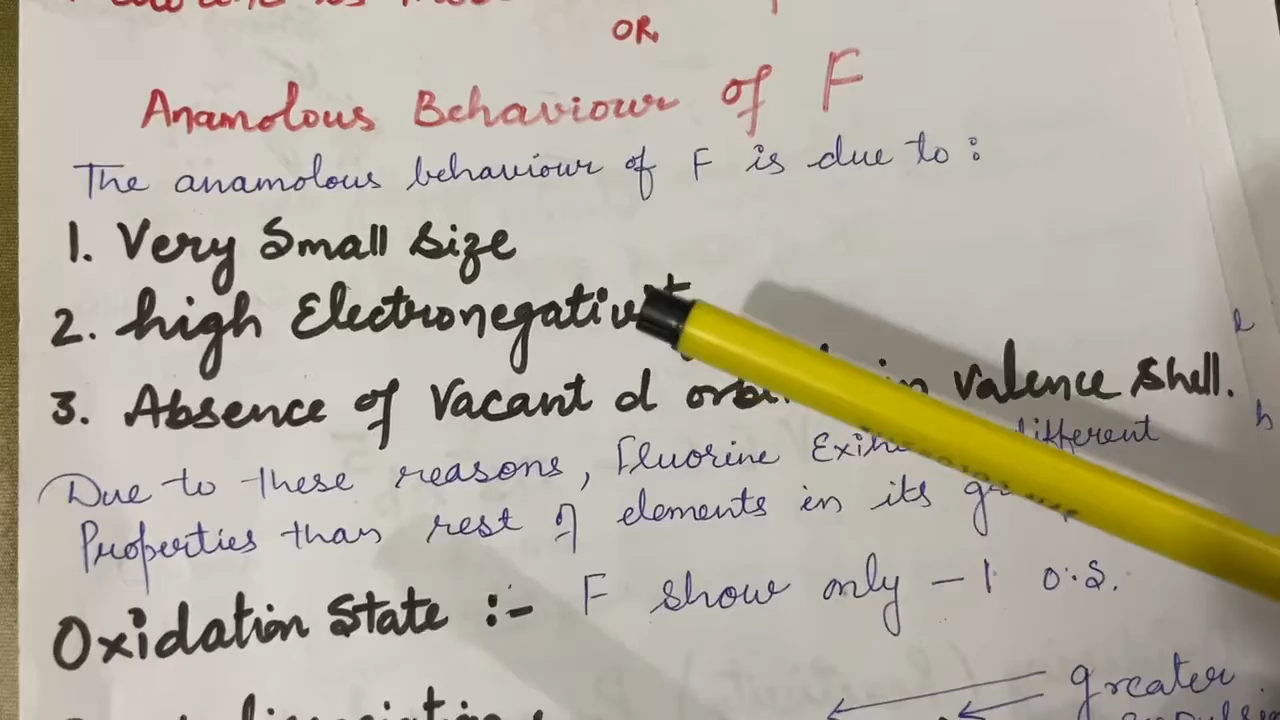 OR
Anamolous Behaviour of F
The anamolous behaviour of F is due to:
1. Very Small Size
2. high Electronegativit
3. Absence of Vacant d in Valence Shell.
Due to these reasons, Fluorine different
Properties than rest of elements in its
Oxidation State :- F show only -1 o.s.
greater